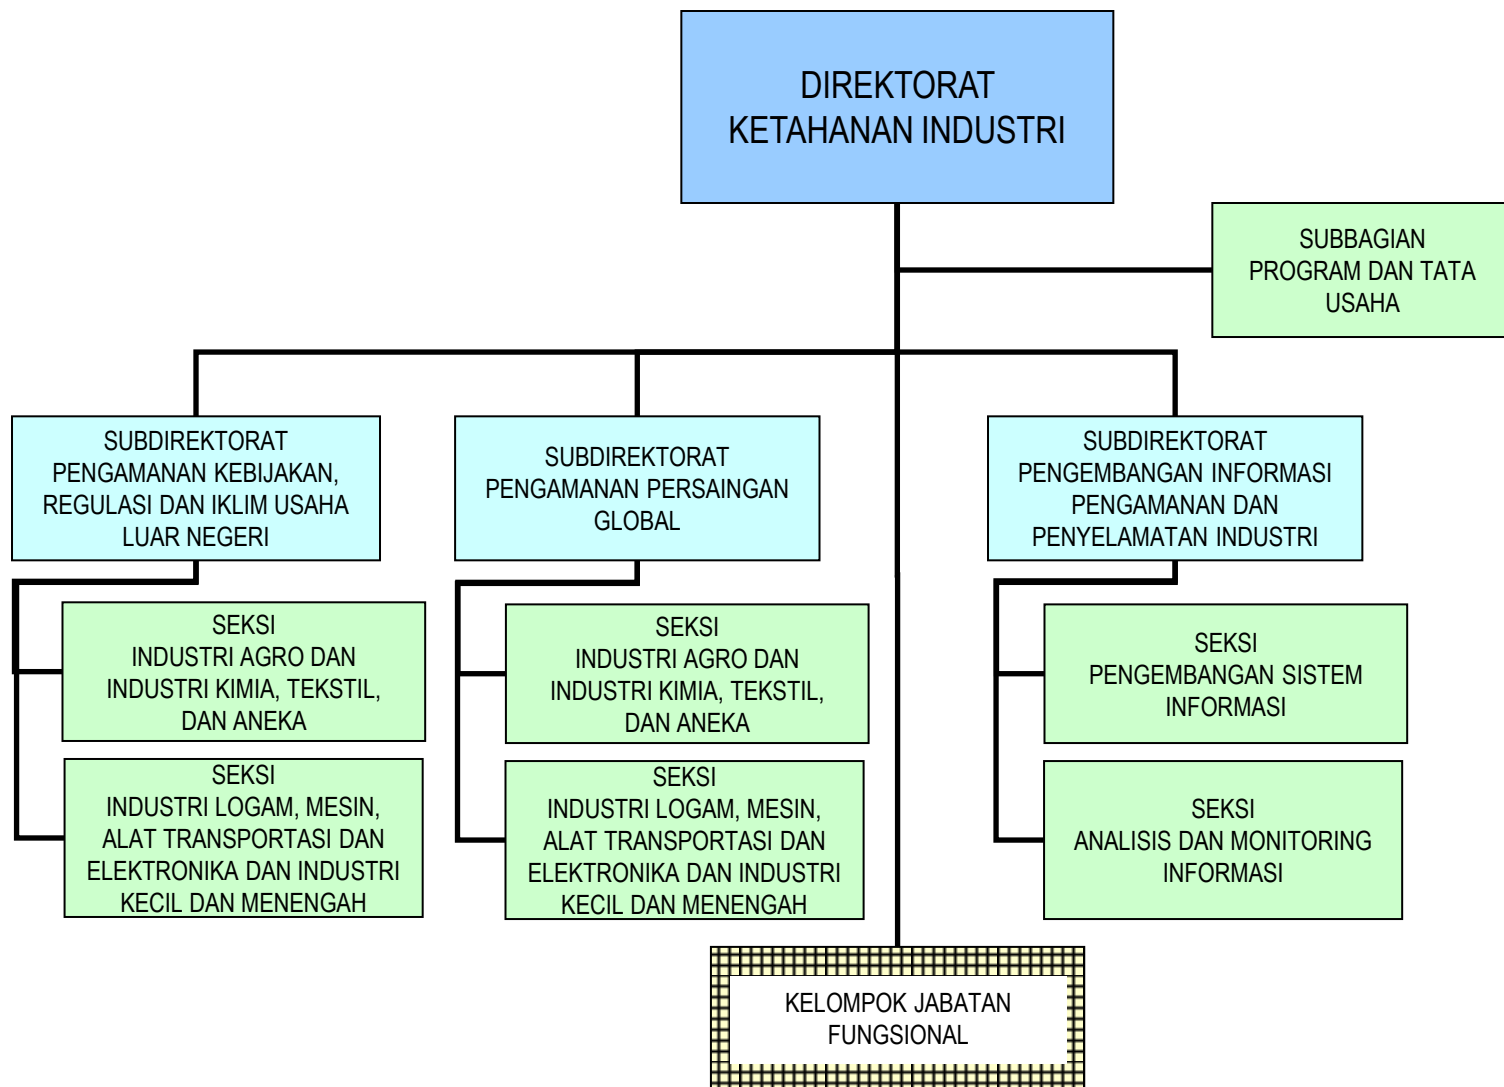 DIREKTORAT
KETAHANAN INDUSTRI
SUBBAGIAN
PROGRAM DAN TATA
USAHA
SUBDIREKTORAT
PENGAMANAN KEBIJAKAN,
REGULASI DAN IKLIM USAHA
LUAR NEGERI
SUBDIREKTORAT
PENGAMANAN PERSAINGAN
GLOBAL
SUBDIREKTORAT
PENGEMBANGAN INFORMASI
PENGAMANAN DAN
PENYELAMATAN INDUSTRI
SEKSI
INDUSTRI AGRO DAN
INDUSTRI KIMIA, TEKSTIL,
DAN ANEKA
SEKSI
INDUSTRI AGRO DAN
INDUSTRI KIMIA, TEKSTIL,
DAN ANEKA
SEKSI
PENGEMBANGAN SISTEM
INFORMASI
SEKSI
INDUSTRI LOGAM, MESIN,
ALAT TRANSPORTASI DAN
ELEKTRONIKA DAN INDUSTRI
KECIL DAN MENENGAH
SEKSI
INDUSTRI LOGAM, MESIN,
ALAT TRANSPORTASI DAN
ELEKTRONIKA DAN INDUSTRI
KECIL DAN MENENGAH
SEKSI
ANALISIS DAN MONITORING
INFORMASI
KELOMPOK JABATAN
FUNGSIONAL